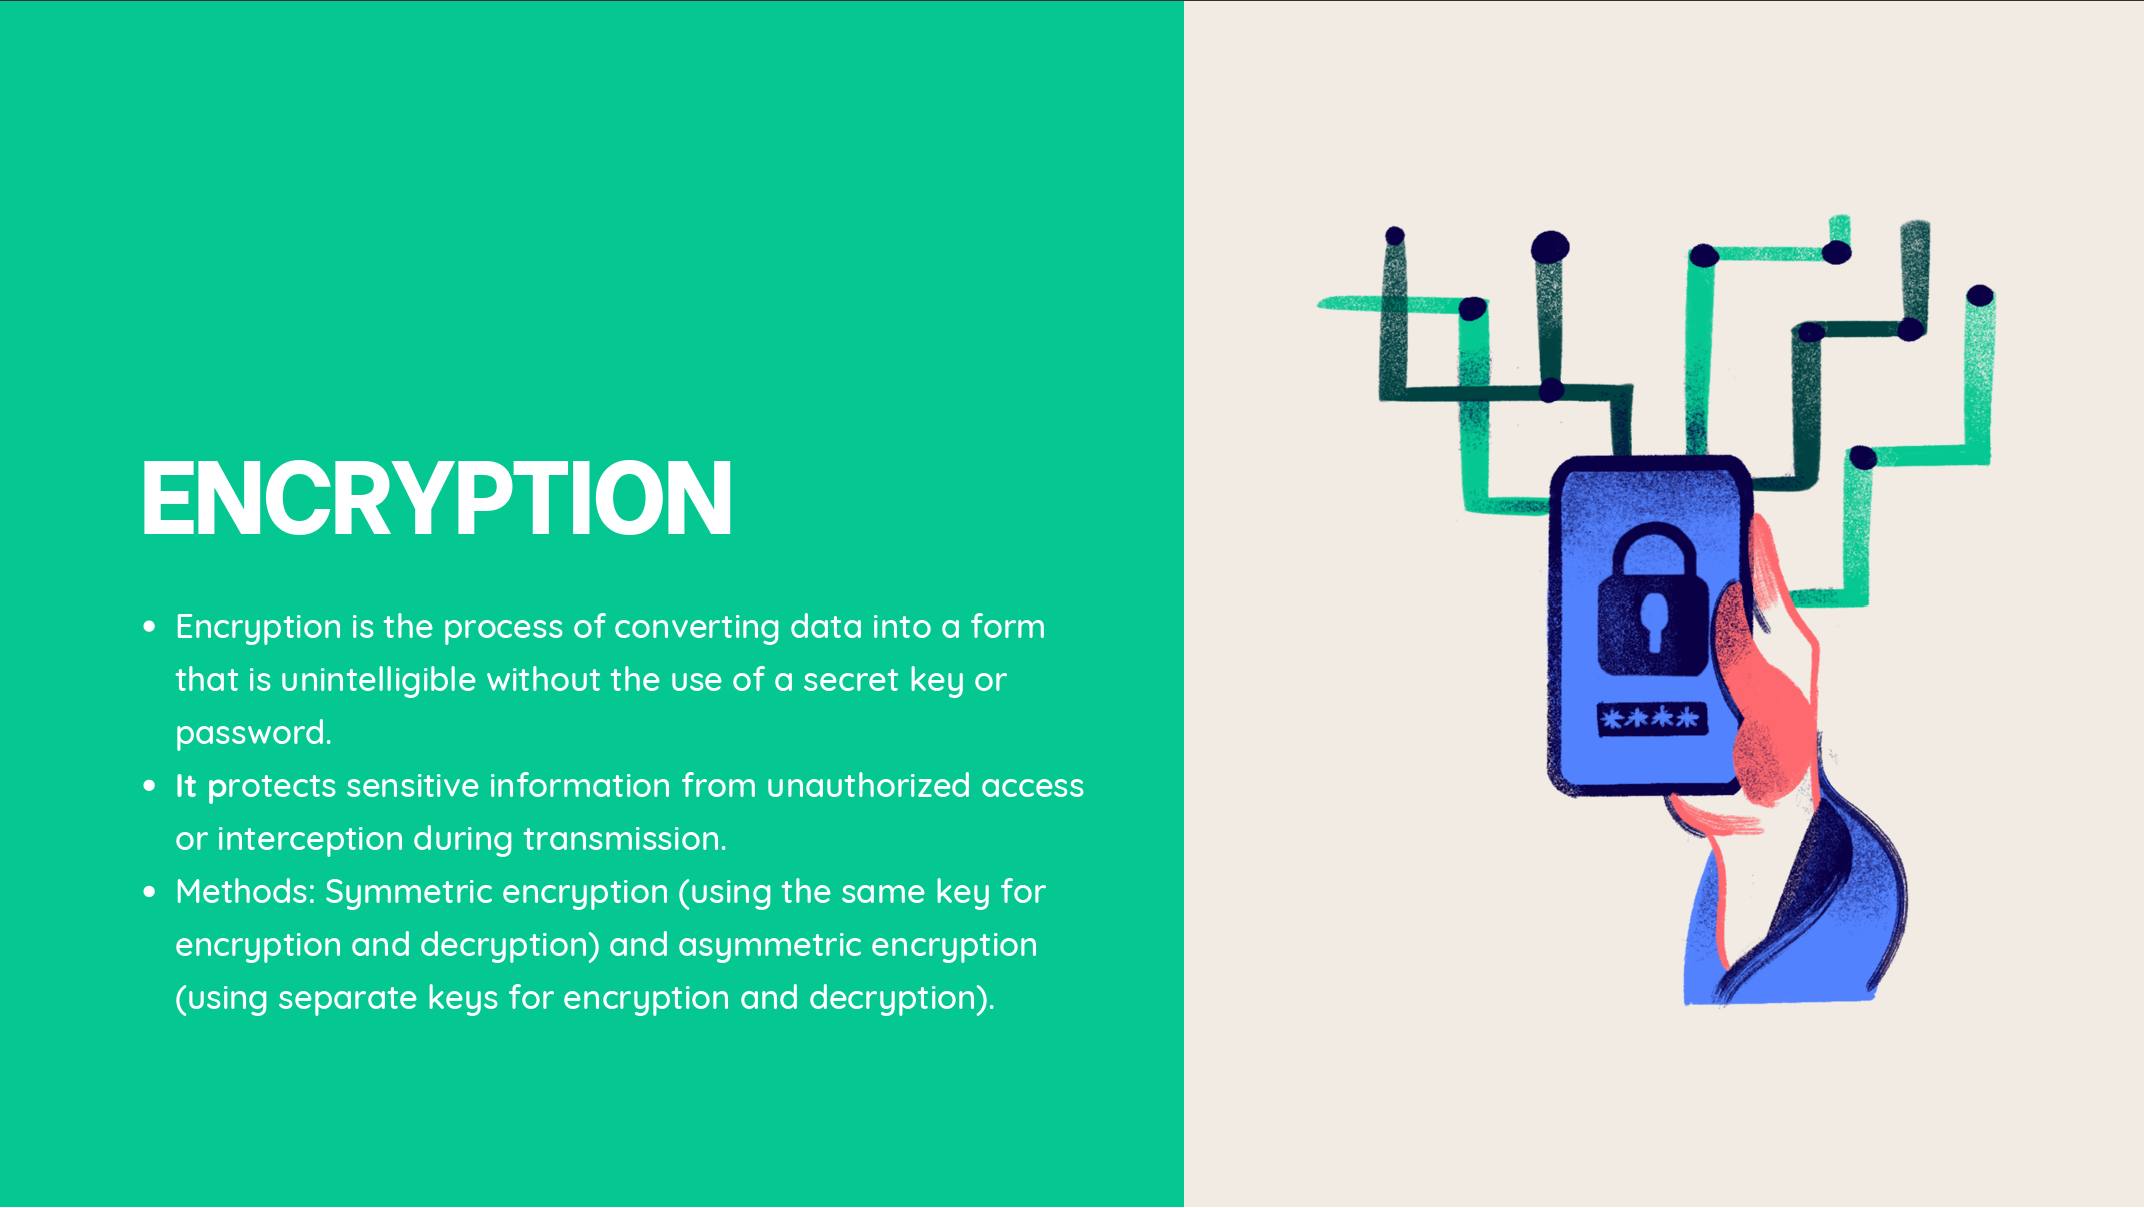 ENCRYPTION
• Encryption is the process of converting data into a form
that is unintelligible without the use of a secret key or
password.
• It protects sensitive information from unauthorized access
or interception during transmission.
• Methods: Symmetric encryption (using the same key for
encryption and decryption) and asymmetric encryption
(using separate keys for encryption and decryption).
****